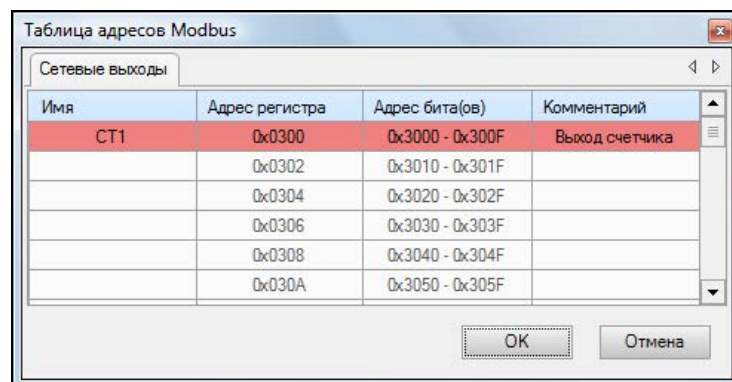 Таблица адресов Modbus
Сетевые выходы
Имя Адрес регистра Адрес бита(ов) Комментарий
СТ1 0x0300 0x3000 - 0x300F Выход счетчика
0x0302 0x3010 - 0x301F
0x0304 0x3020 - 0x302F
0x0306 0x3030 - 0x303F
0x0308 0x3040 - 0x304F
0x030A 0x3050 - 0x305F
OK Отмена